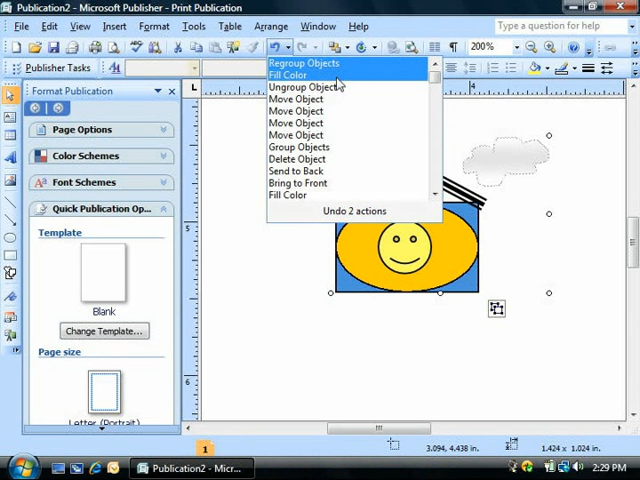 Publication2 - Microsoft Publisher - Print Publication
File Edit View Insert Format Tools Table Arrange Window Help
Type a question for help
200%
Publisher Tasks
Regroup Objects
Fill Color
Ungroup Objects
Move Object
Move Object
Move Object
Move Object
Group Objects
Delete Object
Send to Back
Bring to Front
Fill Color
Undo 2 actions
Format Publication
Page Options
Color Schemes
Font Schemes
Quick Publication Op...
Template
Blank
Change Template...
Page size
Letter (Portrait)
L
4
5
6
1
3.094, 4.438 in.
1.424 x 1.024 in.
Publication2 - Micr...
2:29 PM